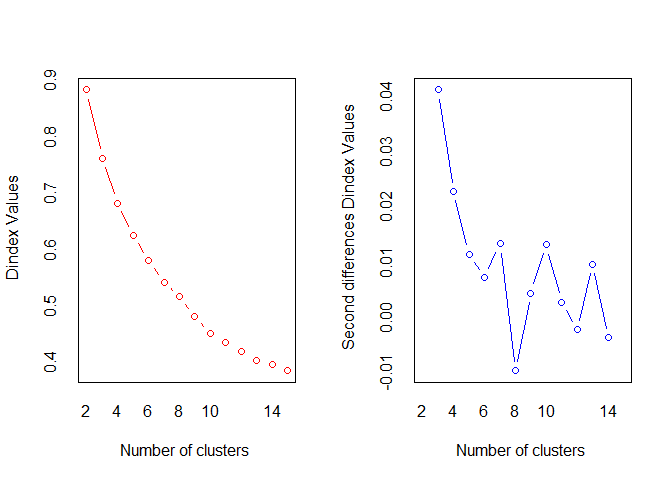 Dindex Values
0.4 0.5 0.6 0.7 0.8 0.9
2 4 6 8 10 14
Number of clusters
Second differences Dindex Values
-0.01 0.00 0.01 0.02 0.03 0.04
2 4 6 8 10 14
Number of clusters